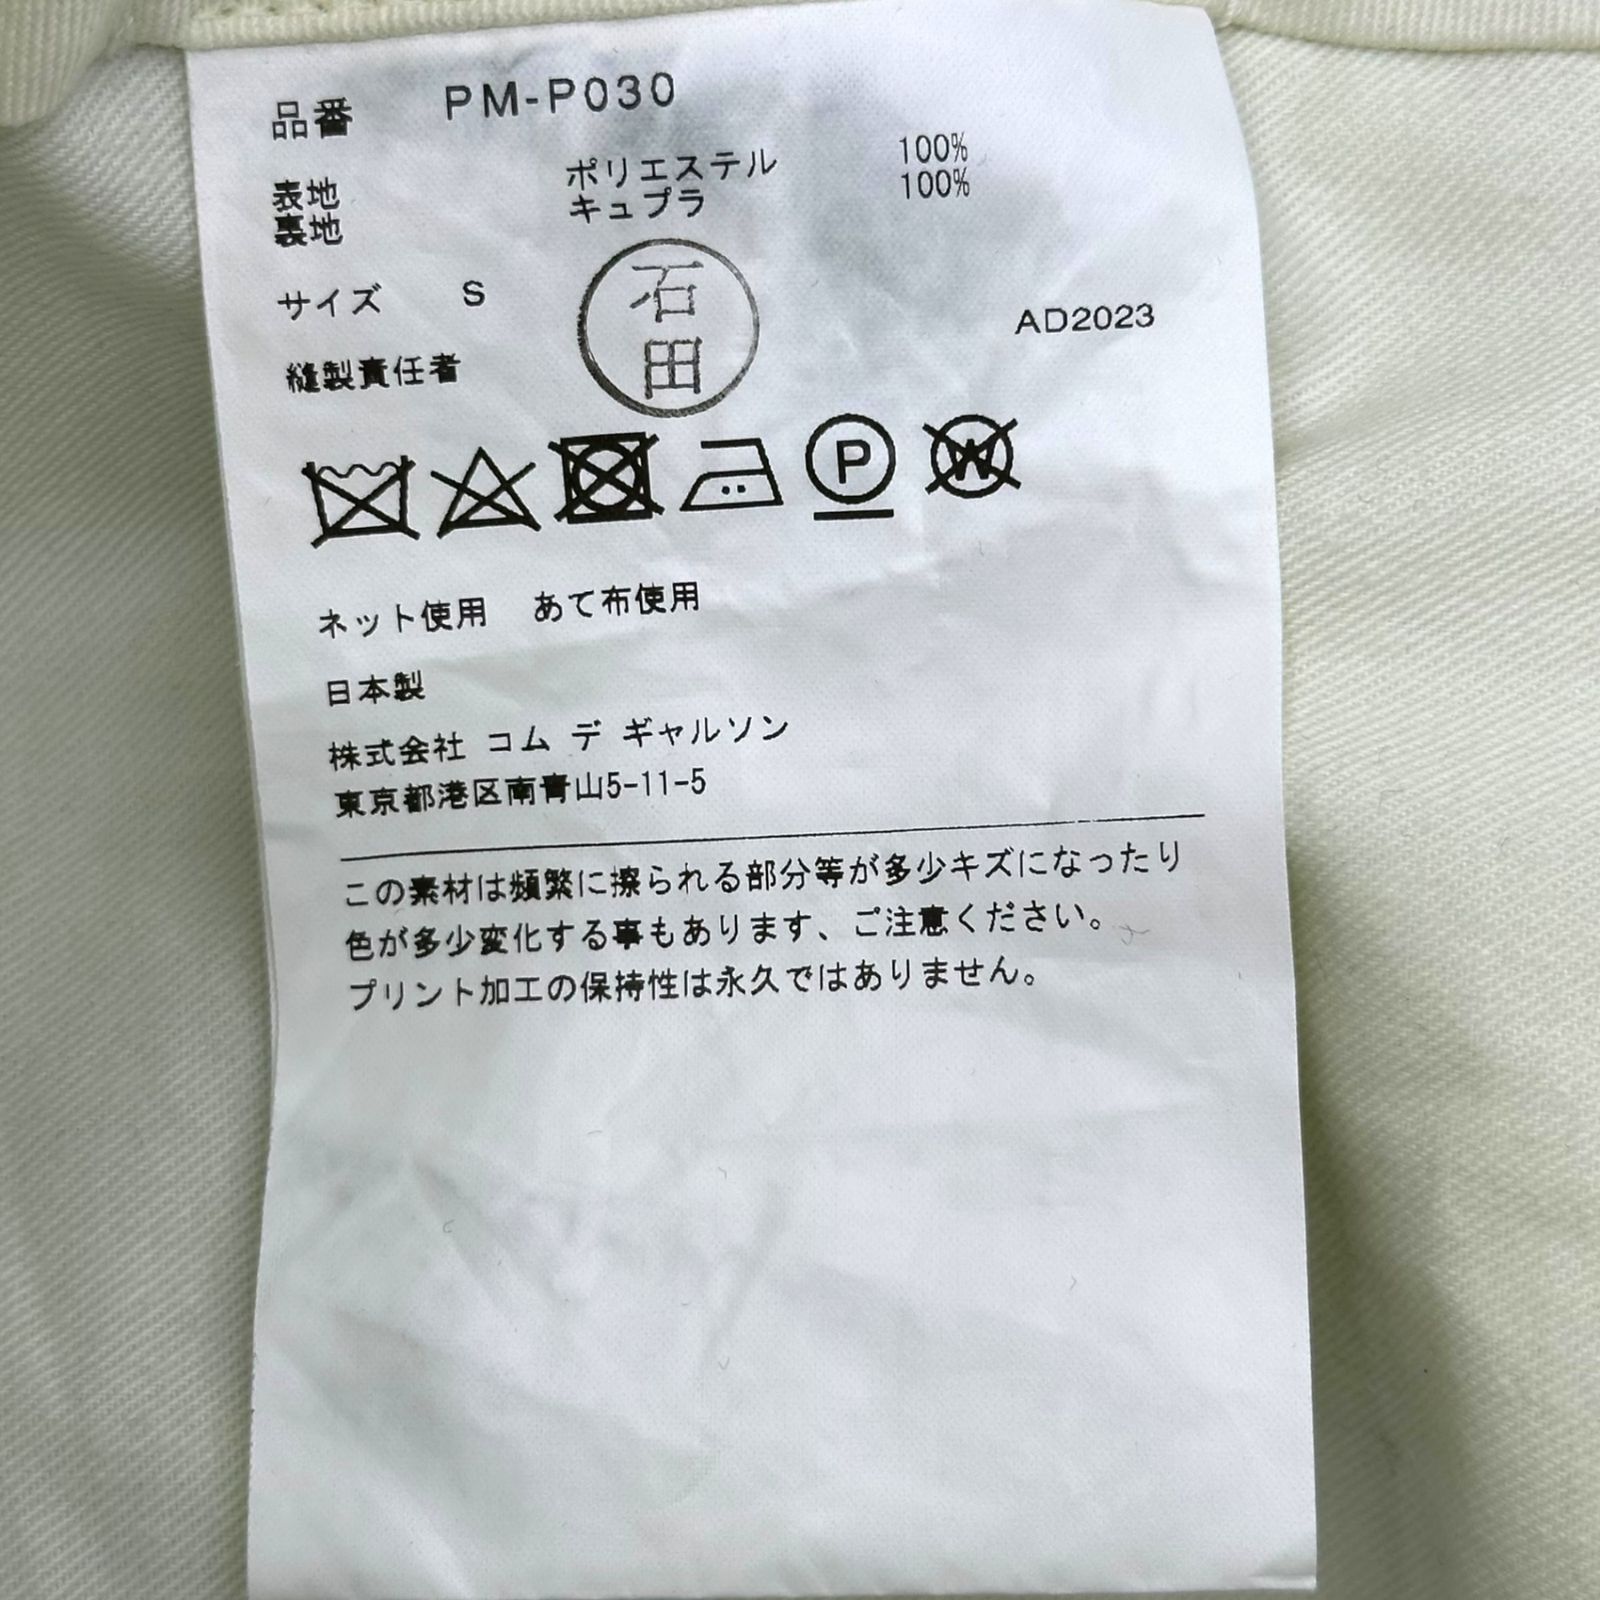 品番 PM-P030
表地 ポリエステル 100%
裏地 キュプラ 100%
サイズ S
石田
AD2023
縫製責任者
P
W
ネット使用 あて布使用
日本製
株式会社 コム デ ギャルソン
東京都港区南青山5-11-5
この素材は頻繁に擦られる部分等が多少キズになったり
色が多少変化する事もあります、ご注意ください。
プリント加工の保持性は永久ではありません。